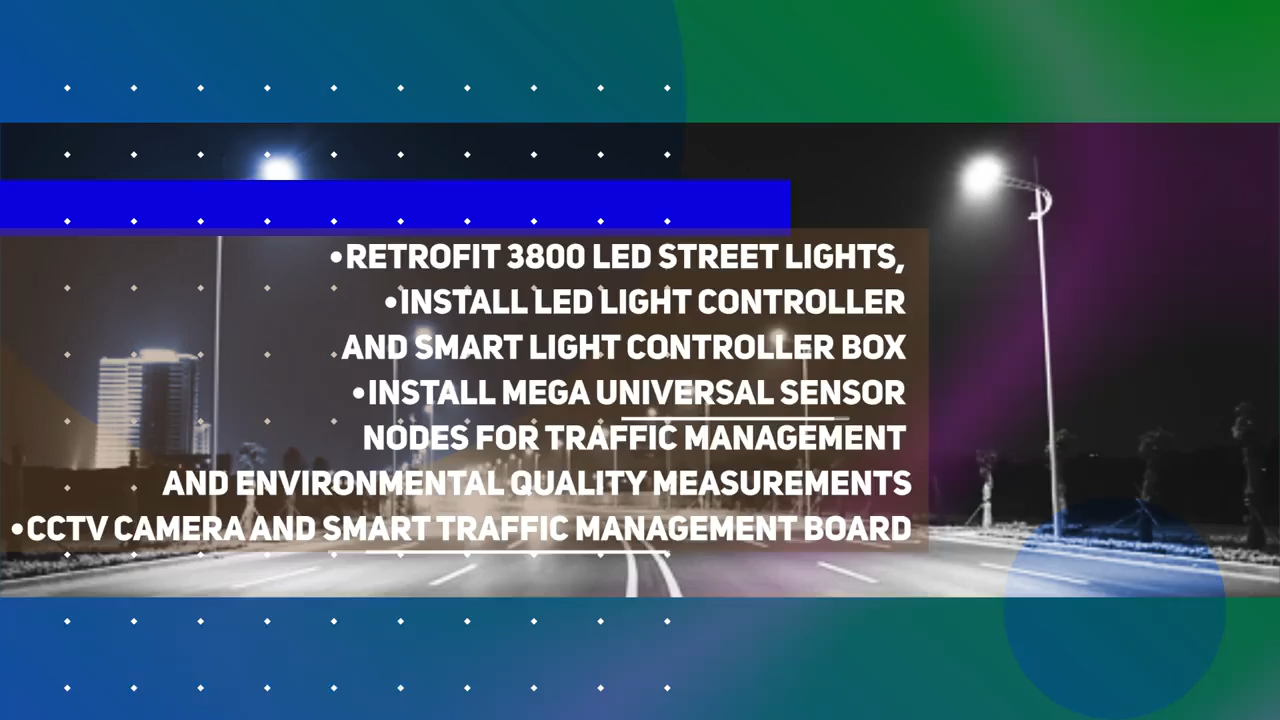 •RETROFIT 3800 LED STREET LIGHTS,
•INSTALL LED LIGHT CONTROLLER
AND SMART LIGHT CONTROLLER BOX
•INSTALL MEGA UNIVERSAL SENSOR
NODES FOR TRAFFIC MANAGEMENT
AND ENVIRONMENTAL QUALITY MEASUREMENTS
•CCTV CAMERA AND SMART TRAFFIC MANAGEMENT BOARD